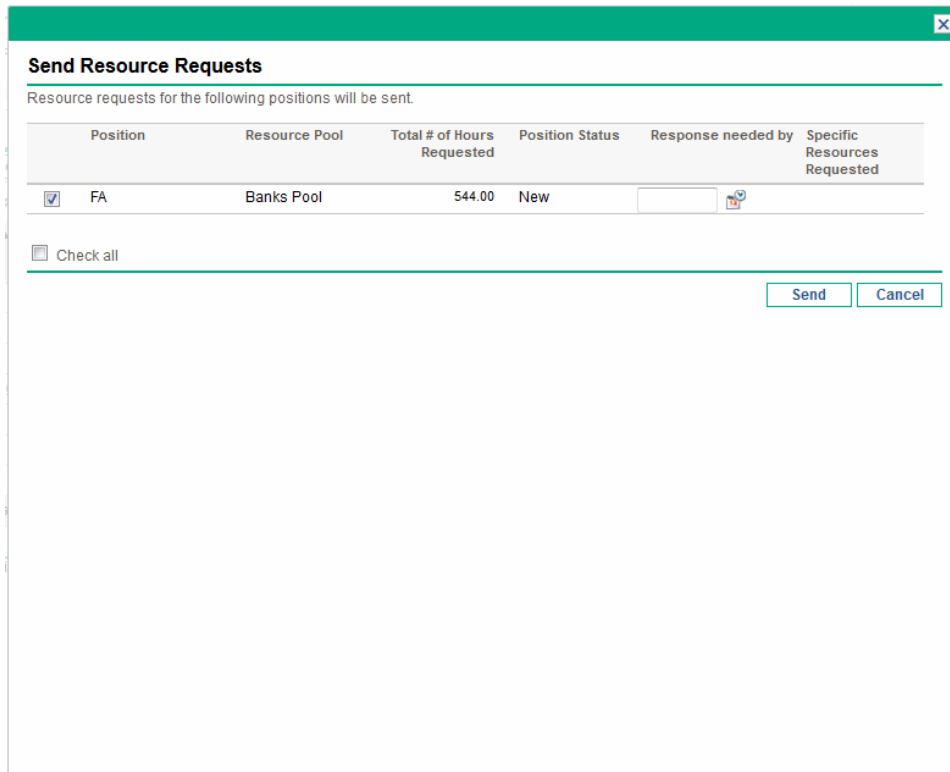 Send Resource Requests
Resource requests for the following positions will be sent.
Position Resource Pool Total # of Hours Requested Position Status Response needed by Specific Resources Requested
FA Banks Pool 544.00 New
Check all
Send Cancel